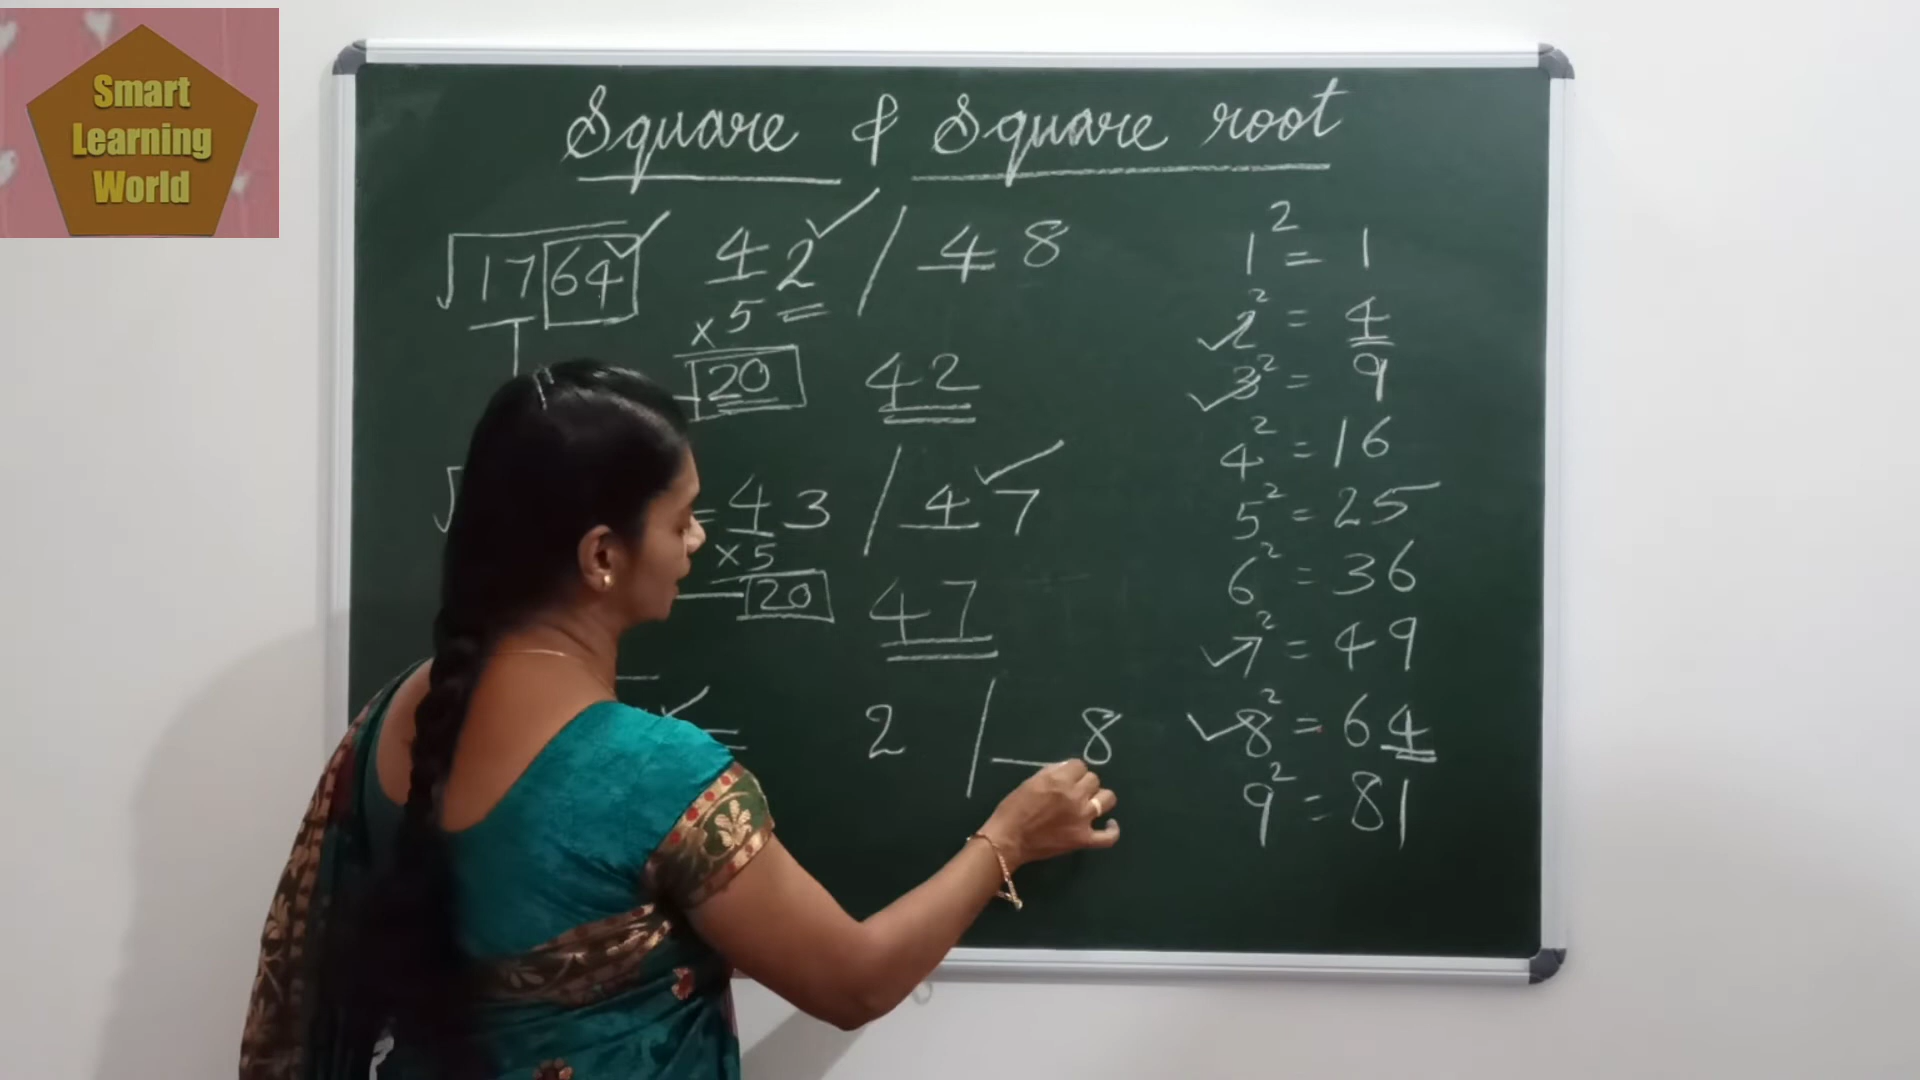 Smart
Learning
World
Square & Square root
√1764 42 / 48
×5
20 42
= 43 / 47
×5
20 47
= 2 / _8
1² = 1
2² = 4
3² = 9
4² = 16
5² = 25
6² = 36
7² = 49
8² = 64
9² = 81